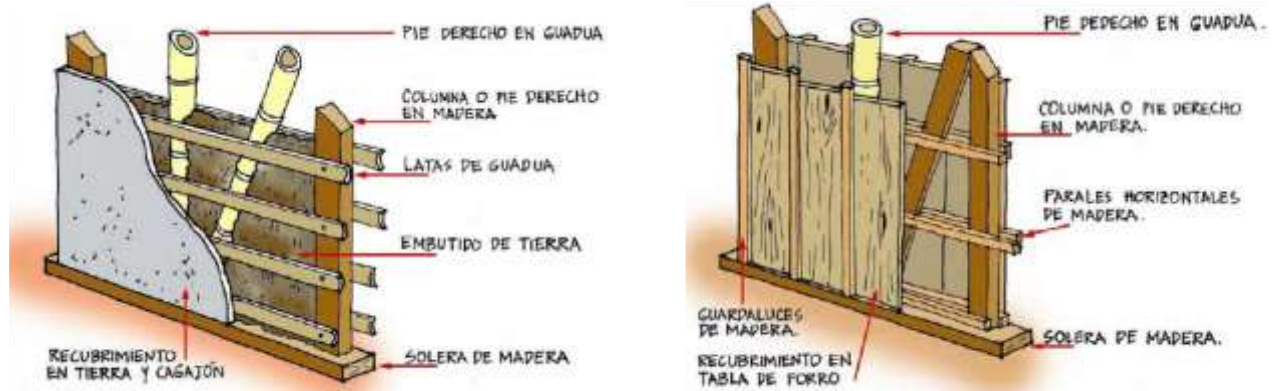 PIE DERECHO EN GUADUA
COLUMNA O PIE DERECHO
EN MADERA
LATAS DE GUADUA
EMBUTIDO DE TIERRA
SOLERA DE MADERA
RECUBRIMIENTO
EN TIERRA Y CAGAJÓN
PIE DEDECHO EN GUADUA.
COLUMNA O PIE DERECHO
EN MADERA.
PARALES HORIZONTALES
DE MADERA.
SOLERA DE MADERA.
GUARDALUCES
DE MADERA.
RECUBRIMIENTO EN
TABLA DE FORRO